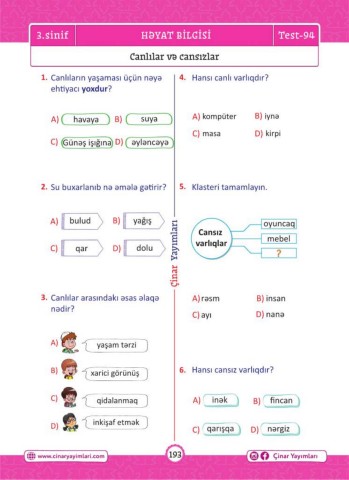 3.sinif
HƏYAT BİLGİSİ
Test-94
Canlılar və cansızlar
1. Canlıların yaşaması üçün nəyə
ehtiyacı yoxdur?
A) havaya B) suya
C) Günəş işığına D) əyləncəyə
2. Su buxarlanıb nə əmələ gətirir?
A) bulud B) yağış
C) qar D) dolu
3. Canlılar arasındakı əsas əlaqə
nədir?
A) yaşam tərzi
B) xarici görünüş
C) qidalanmaq
D) inkişaf etmək
Çinar Yayımları
4. Hansı canlı varlıqdır?
A) kompüter B) iynə
C) masa D) kirpi
5. Klasteri tamamlayın.
Cansız
varlıqlar
oyuncaq
mebel
?
A) rəsm B) insan
C) ayı D) nanə
6. Hansı cansız varlıqdır?
A) inək B) fincan
C) qarışqa D) nərgiz
www.cinaryayimlari.com
193
Çinar Yayımları